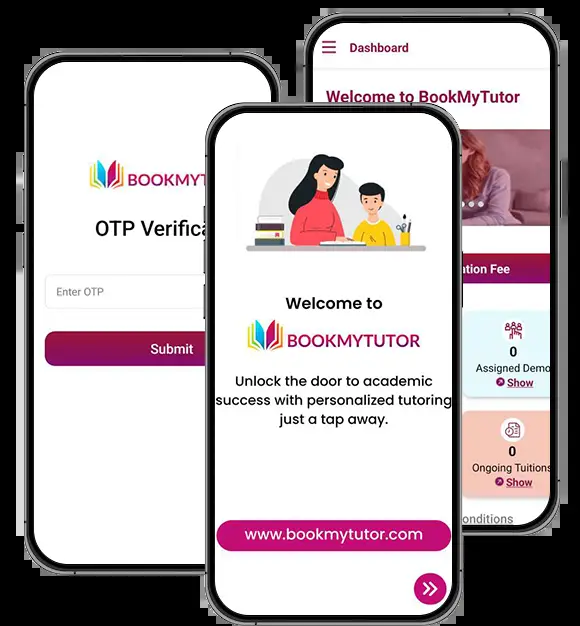 BOOKMYT
OTP Verifica
Enter OTP
Submit
Welcome to
BOOKMYTUTOR
Unlock the door to academic
success with personalized tutoring
just a tap away.
www.bookmytutor.com
Dashboard
Welcome to BookMyTutor
ation Fee
0
Assigned Demo
Show
0
Ongoing Tuitions
Show
onditions